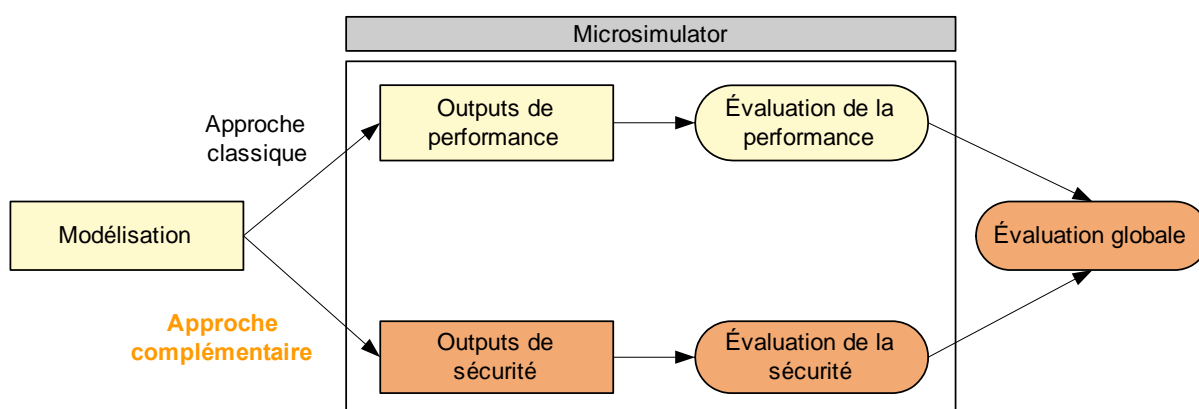 Microsimulator
Approche
classique
Outputs de
performance
Évaluation de la
performance
Modélisation
Évaluation globale
Approche
complémentaire
Outputs de
sécurité
Évaluation de la
sécurité